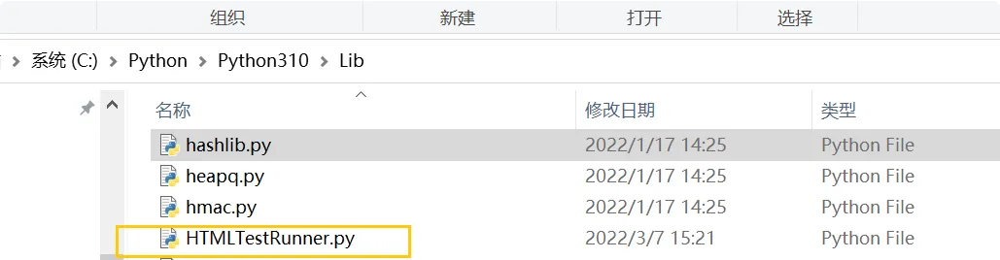 组织 新建 打开 选择
系统 (C:) Python Python310 Lib
名称 修改日期 类型
hashlib.py 2022/1/17 14:25 Python File
heapq.py 2022/1/17 14:25 Python File
hmac.py 2022/1/17 14:25 Python File
HTMLTestRunner.py 2022/3/7 15:21 Python File